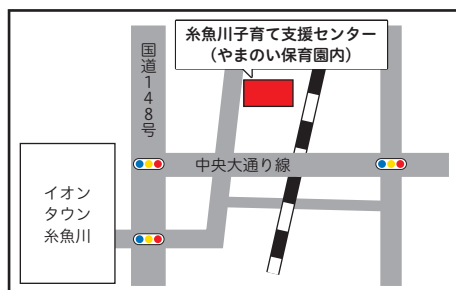 糸魚川子育て支援センター
（やまのい保育園内）
国道148号
中央大通り線
イオン
タウン
糸魚川